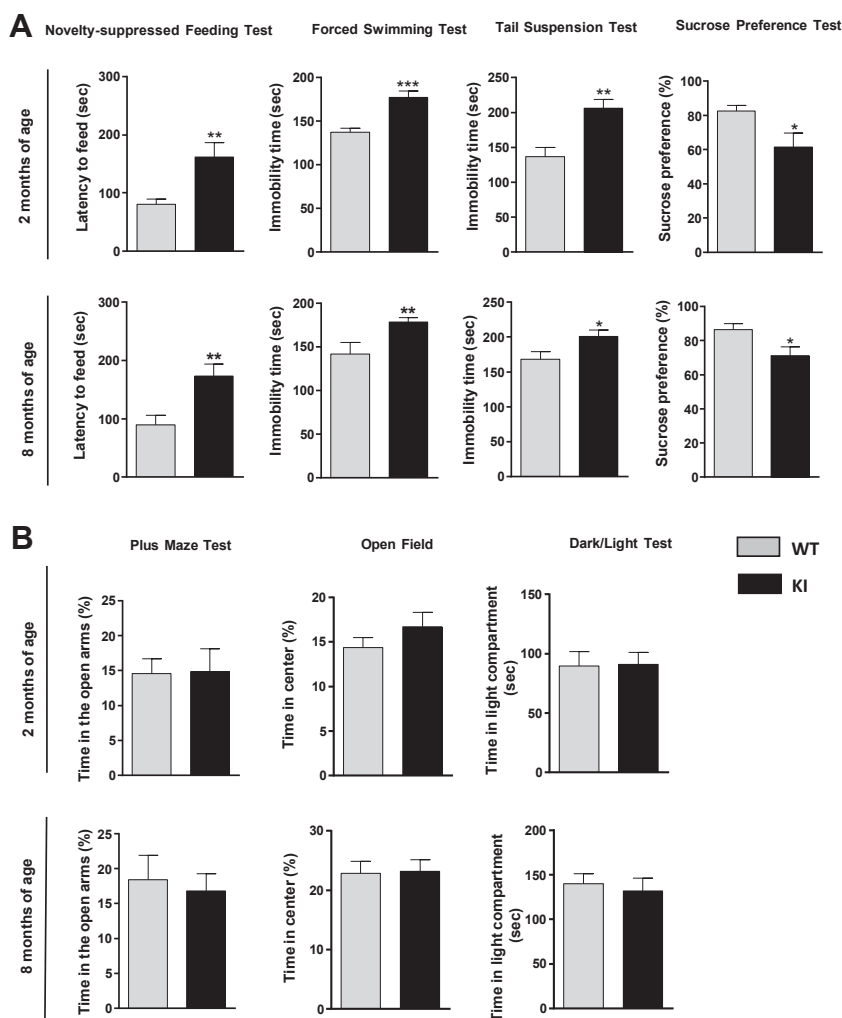 A
Novelty-suppressed Feeding Test
Forced Swimming Test
Tail Suspension Test
Sucrose Preference Test
2 months of age
Latency to feed (sec)
300
200
100
0
**
Immobility time (sec)
200
150
100
50
0
***
Immobility time (sec)
250
200
150
100
50
0
**
Sucrose preference (%)
100
80
60
40
20
0
*
8 months of age
Latency to feed (sec)
300
200
100
0
**
Immobility time (sec)
200
150
100
50
0
**
Immobility time (sec)
250
200
150
100
50
0
*
Sucrose preference (%)
100
80
60
40
20
0
*
B
Plus Maze Test
Open Field
Dark/Light Test
WT
KI
2 months of age
Time in the open arms (%)
25
20
15
10
5
0
Time in center (%)
20
15
10
5
0
Time in light compartment
(sec)
150
100
50
0
8 months of age
Time in the open arms (%)
25
20
15
10
5
0
Time in center (%)
30
20
10
0
Time in light compartment
(sec)
200
150
100
50
0